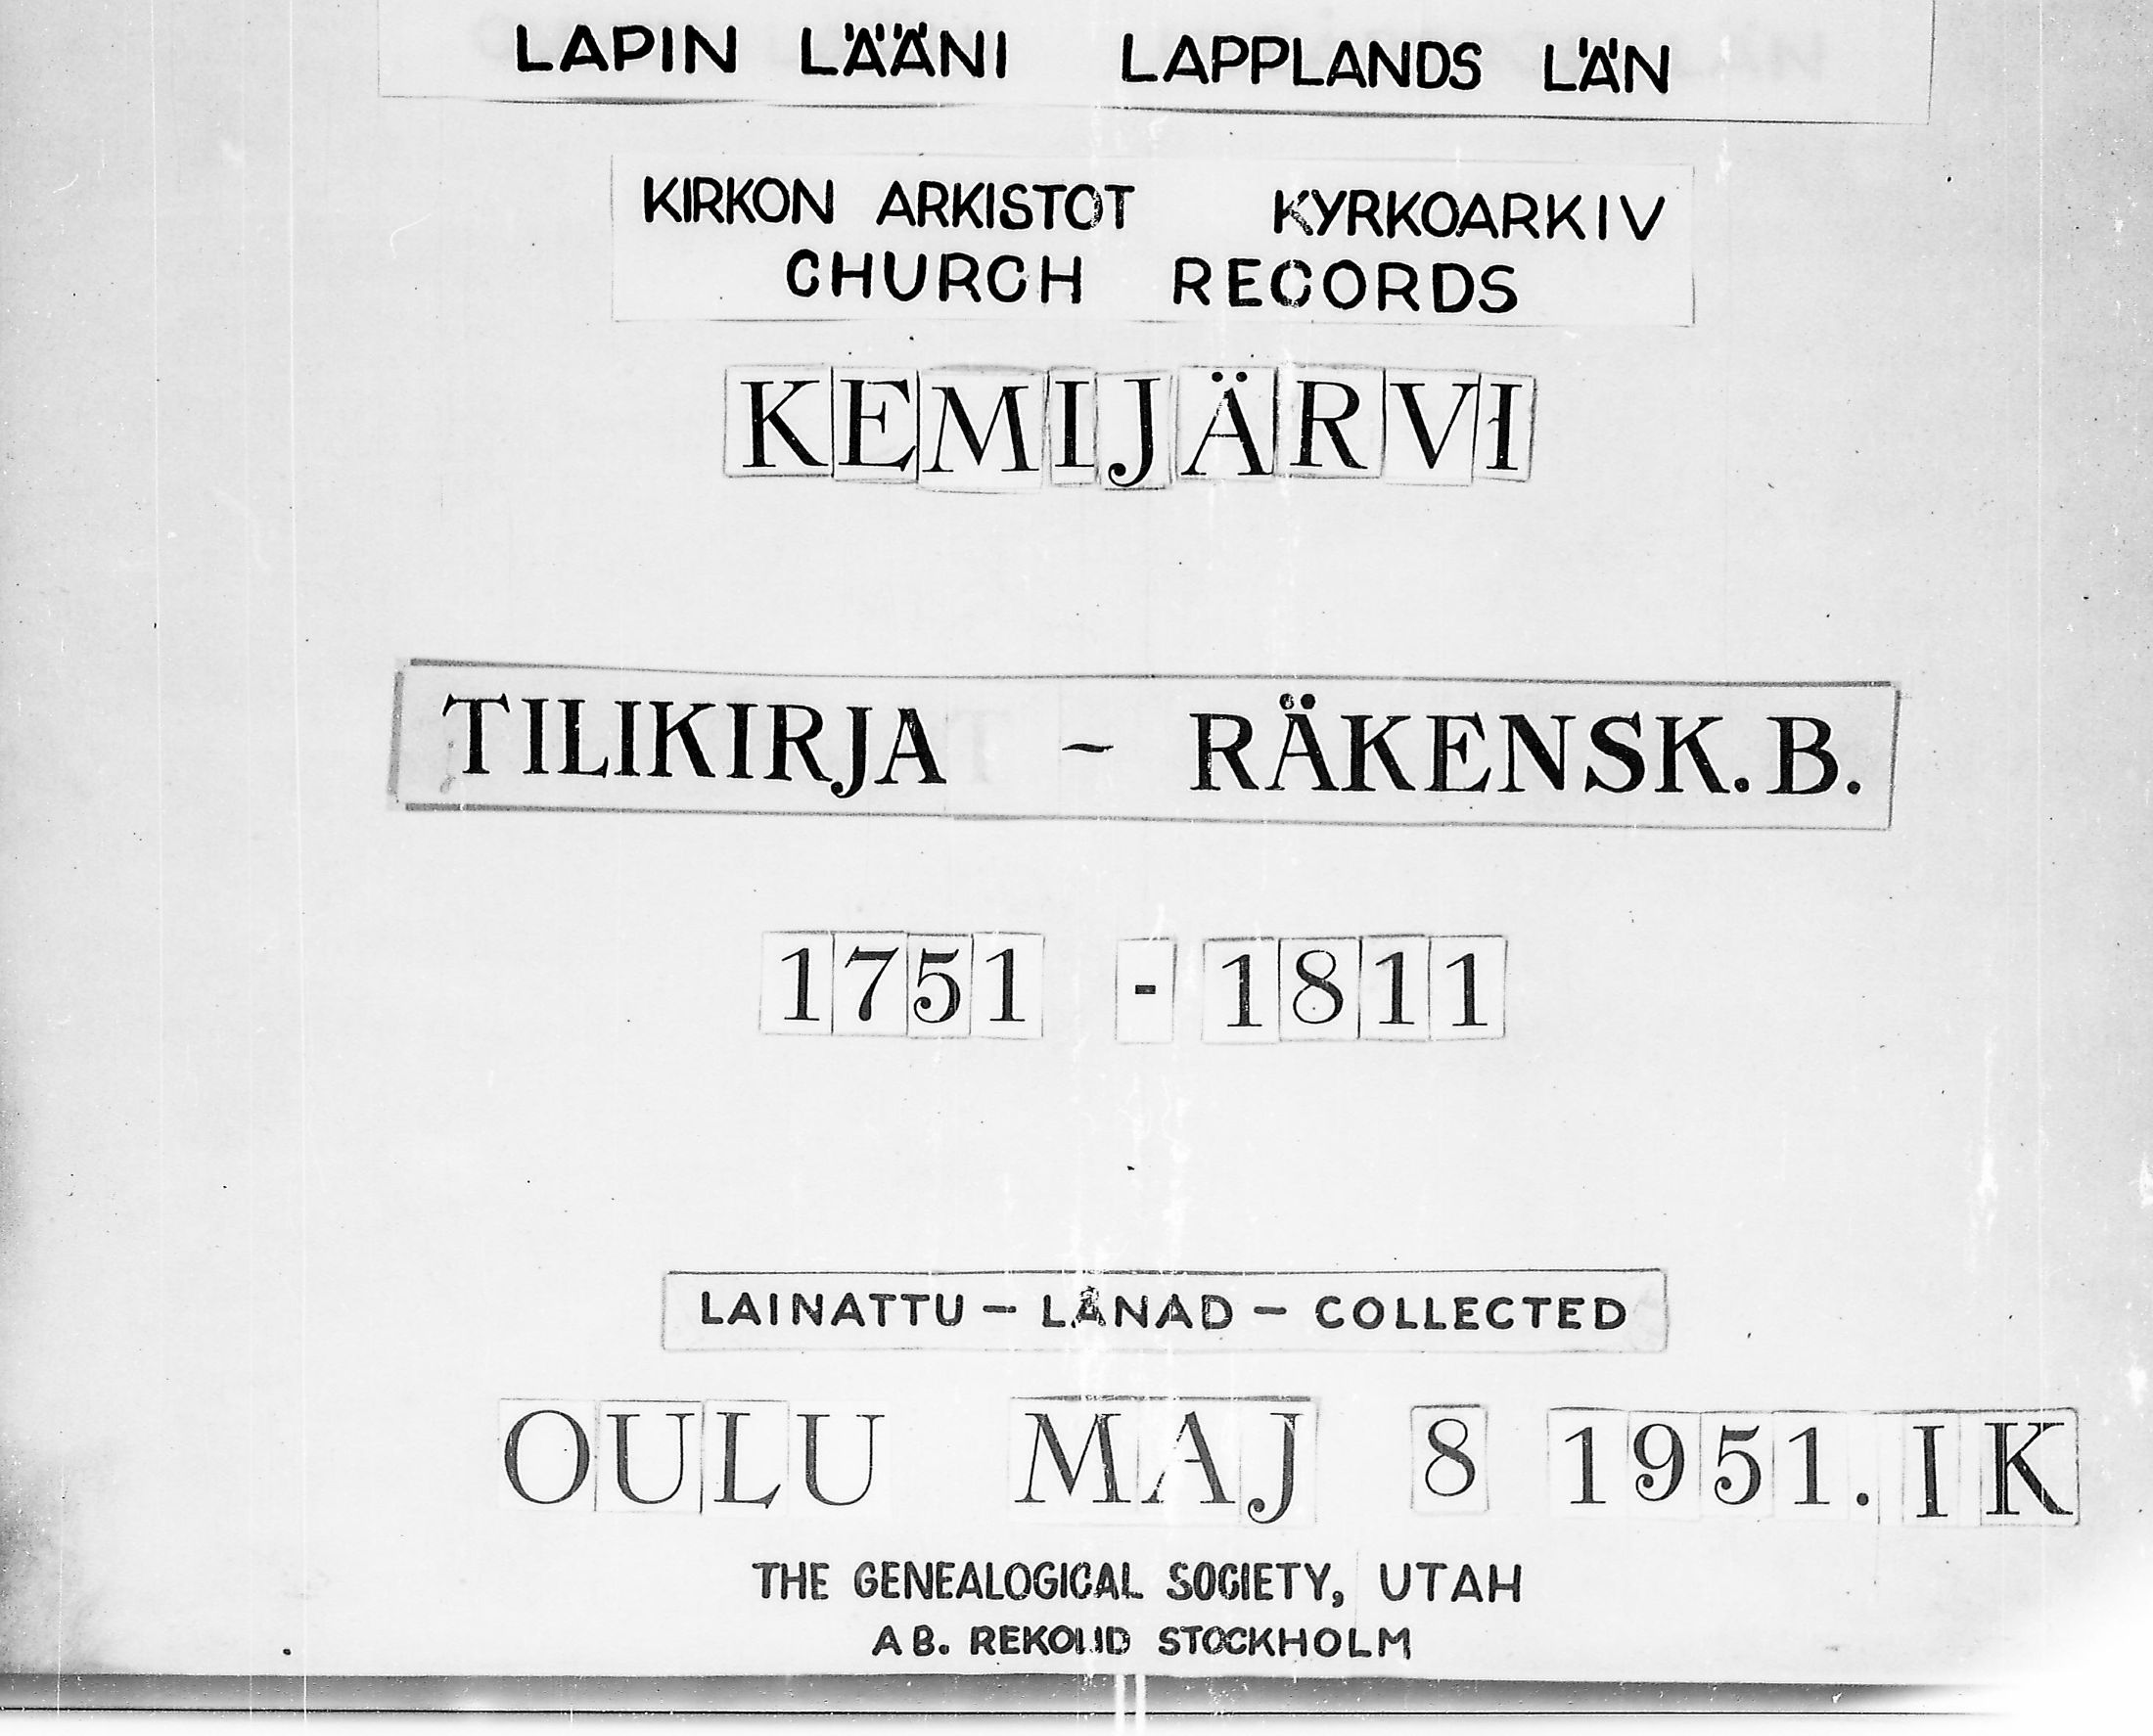 LAPIN LÄÄNI LAPPLANDS LÄN
KIRKON ARKISTOT KYRKOARKIV
CHURCH RECORDS
KEMIJÄRVI
TILIKIRJA - RÄKENSK. B.
1751 - 1811
LAINATTU - LÅNAD - COLLECTED
OULU MAJ 8 1951. IK
THE GENEALOGICAL SOCIETY, UTAH
AB. REKOLID STOCKHOLM